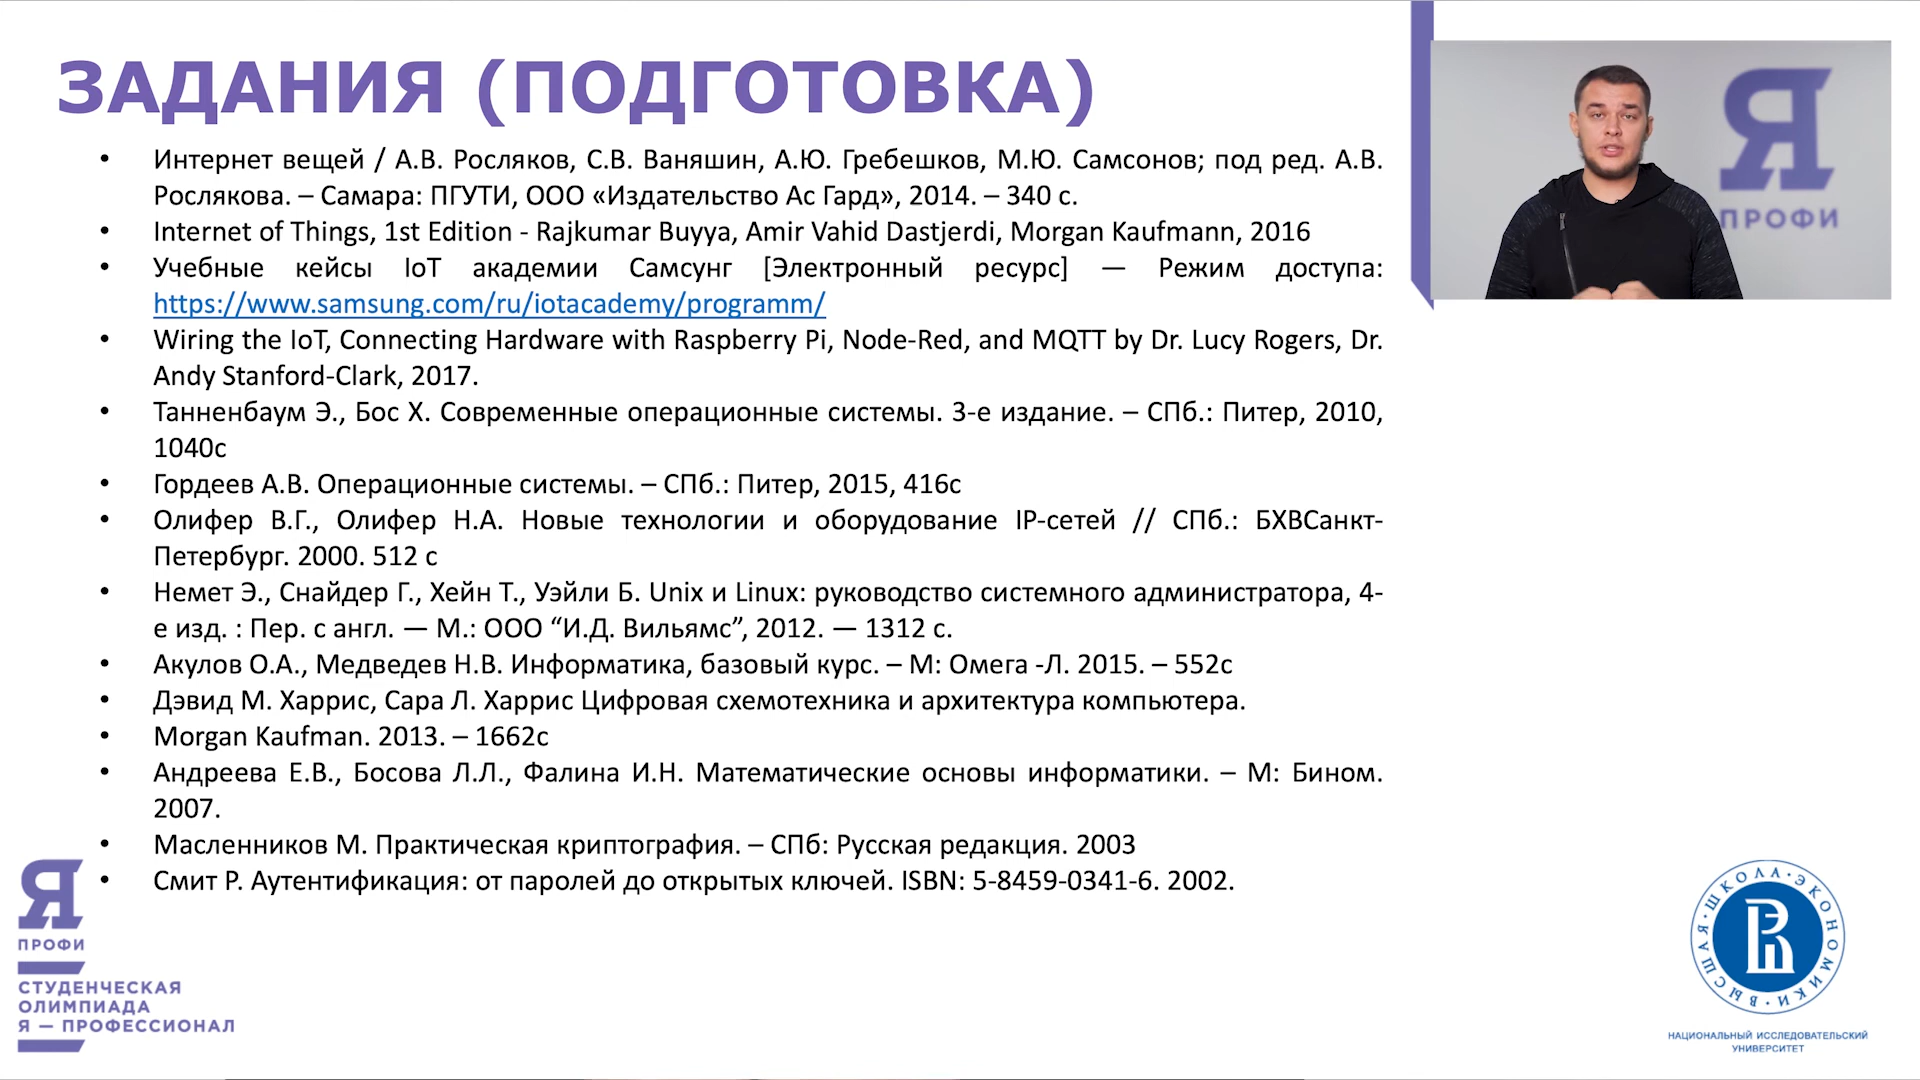 ЗАДАНИЯ (ПОДГОТОВКА)
• Интернет вещей / А.В. Росляков, С.В. Ваняшин, А.Ю. Гребешков, М.Ю. Самсонов; под ред. А.В.
Рослякова. – Самара: ПГУТИ, ООО «Издательство Ас Гард», 2014. – 340 с.
• Internet of Things, 1st Edition - Rajkumar Buyya, Amir Vahid Dastjerdi, Morgan Kaufmann, 2016
• Учебные кейсы IoT академии Самсунг [Электронный ресурс] — Режим доступа:
https://www.samsung.com/ru/iotacademy/programm/
• Wiring the IoT, Connecting Hardware with Raspberry Pi, Node-Red, and MQTT by Dr. Lucy Rogers, Dr.
Andy Stanford-Clark, 2017.
• Танненбаум Э., Бос Х. Современные операционные системы. 3-е издание. – СПб.: Питер, 2010,
1040с
• Гордеев А.В. Операционные системы. – СПб.: Питер, 2015, 416с
• Олифер В.Г., Олифер Н.А. Новые технологии и оборудование IP-сетей // СПб.: БХВСанкт-
Петербург. 2000. 512 с
• Немет Э., Снайдер Г., Хейн Т., Уэйли Б. Unix и Linux: руководство системного администратора, 4-
е изд. : Пер. с англ. — М.: ООО “И.Д. Вильямс”, 2012. — 1312 с.
• Акулов О.А., Медведев Н.В. Информатика, базовый курс. – М: Омега -Л. 2015. – 552с
• Дэвид М. Харрис, Сара Л. Харрис Цифровая схемотехника и архитектура компьютера.
• Morgan Kaufman. 2013. – 1662с
• Андреева Е.В., Босова Л.Л., Фалина И.Н. Математические основы информатики. – М: Бином.
2007.
• Масленников М. Практическая криптография. – СПб: Русская редакция. 2003
• Смит Р. Аутентификация: от паролей до открытых ключей. ISBN: 5-8459-0341-6. 2002.
Я
ПРОФИ
Я
ПРОФИ
СТУДЕНЧЕСКАЯ
ОЛИМПИАДА
Я — ПРОФЕССИОНАЛ
ВЫСШАЯ · ШКОЛА · ЭКОНОМИКИ ·
НАЦИОНАЛЬНЫЙ ИССЛЕДОВАТЕЛЬСКИЙ
УНИВЕРСИТЕТ